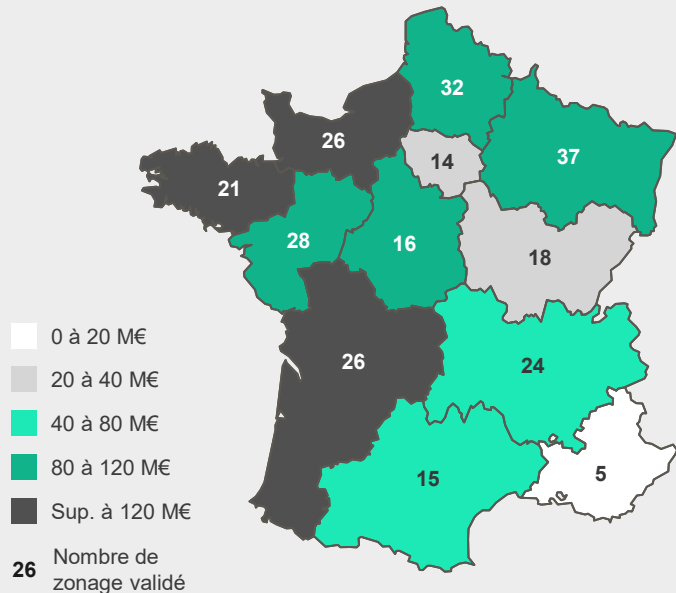 32
26
14
37
21
28
16
18
26
24
15
5
0 à 20 M€
20 à 40 M€
40 à 80 M€
80 à 120 M€
Sup. à 120 M€
26 Nombre de
zonage validé